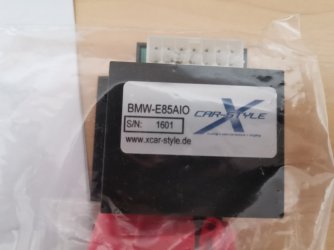 BMW-E85AIO
S/N: 1601
www.xcar-style.de
X
CAR-STYLE